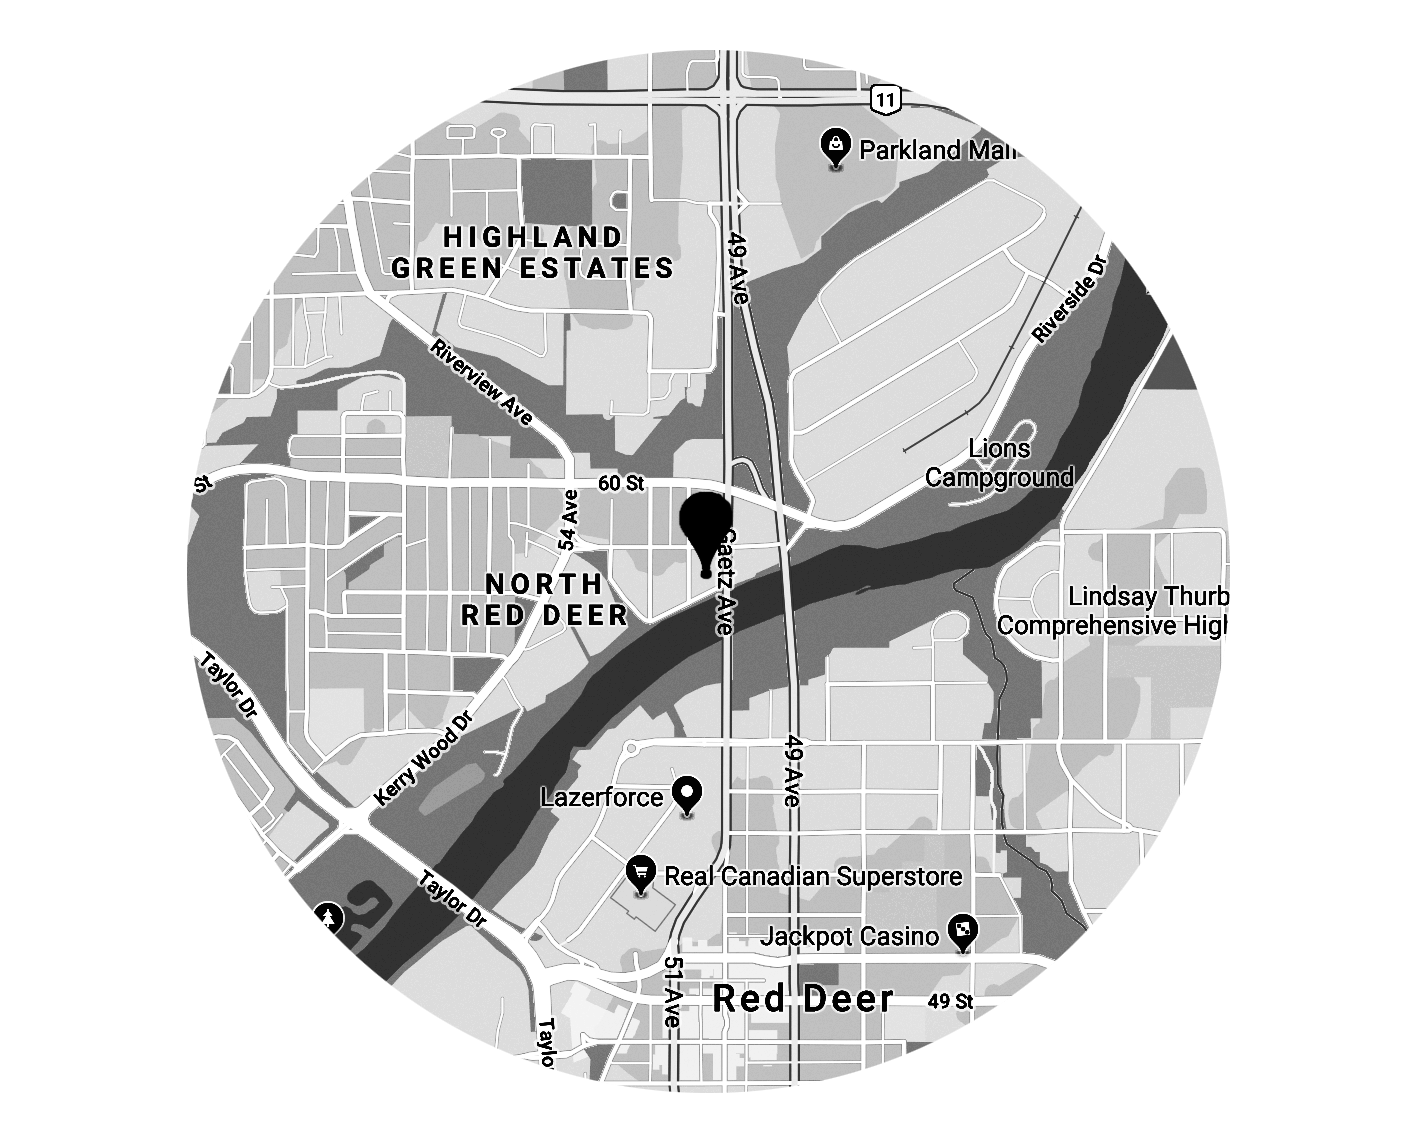 11
Parkland Mall
49 Ave
HIGHLAND
GREEN ESTATES
Riverside Dr
Riverview Ave
Lions
Campground
St
60 St
54 Ave
Gaetz Ave
NORTH
RED DEER
Lindsay Thurb
Comprehensive High
Taylor Dr
Kerry Wood Dr
49 Ave
Lazerforce
Real Canadian Superstore
Taylor Dr
Jackpot Casino
51 Ave
Red Deer
49 St
Taylo